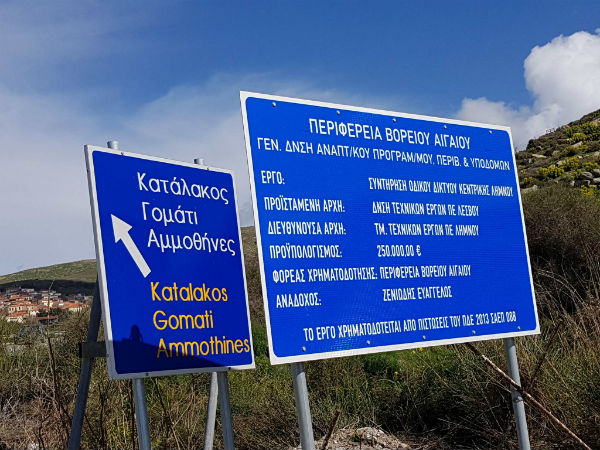 Κατάλακος
Γομάτι
Αμμοθήνες
Katalakos
Gomati
Ammothines
ΠΕΡΙΦΕΡΕΙΑ ΒΟΡΕΙΟΥ ΑΙΓΑΙΟΥ
ΓΕΝ. ΔΝΣΗ ΑΝΑΠΤ/ΚΟΥ ΠΡΟΓΡΑΜ/ΜΟΥ, ΠΕΡΙΒ. & ΥΠΟΔΟΜΩΝ
ΕΡΓΟ: ΣΥΝΤΗΡΗΣΗ ΟΔΙΚΟΥ ΔΙΚΤΥΟΥ ΚΕΝΤΡΙΚΗΣ ΛΗΜΝΟΥ
ΠΡΟΪΣΤΑΜΕΝΗ ΑΡΧΗ: ΔΝΣΗ ΤΕΧΝΙΚΩΝ ΕΡΓΩΝ ΠΕ ΛΕΣΒΟΥ
ΔΙΕΥΘΥΝΟΥΣΑ ΑΡΧΗ: ΤΜ. ΤΕΧΝΙΚΩΝ ΕΡΓΩΝ ΠΕ ΛΗΜΝΟΥ
ΠΡΟΫΠΟΛΟΓΙΣΜΟΣ: 250.000,00 €
ΦΟΡΕΑΣ ΧΡΗΜΑΤΟΔΟΤΗΣΗΣ: ΠΕΡΙΦΕΡΕΙΑ ΒΟΡΕΙΟΥ ΑΙΓΑΙΟΥ
ΑΝΑΔΟΧΟΣ: ΞΕΝΙΩΔΗΣ ΕΥΑΓΓΕΛΟΣ
ΤΟ ΕΡΓΟ ΧΡΗΜΑΤΟΔΟΤΕΙΤΑΙ ΑΠΟ ΠΙΣΤΩΣΕΙΣ ΤΟΥ ΠΔΕ 2013 ΣΑΕΠ 088